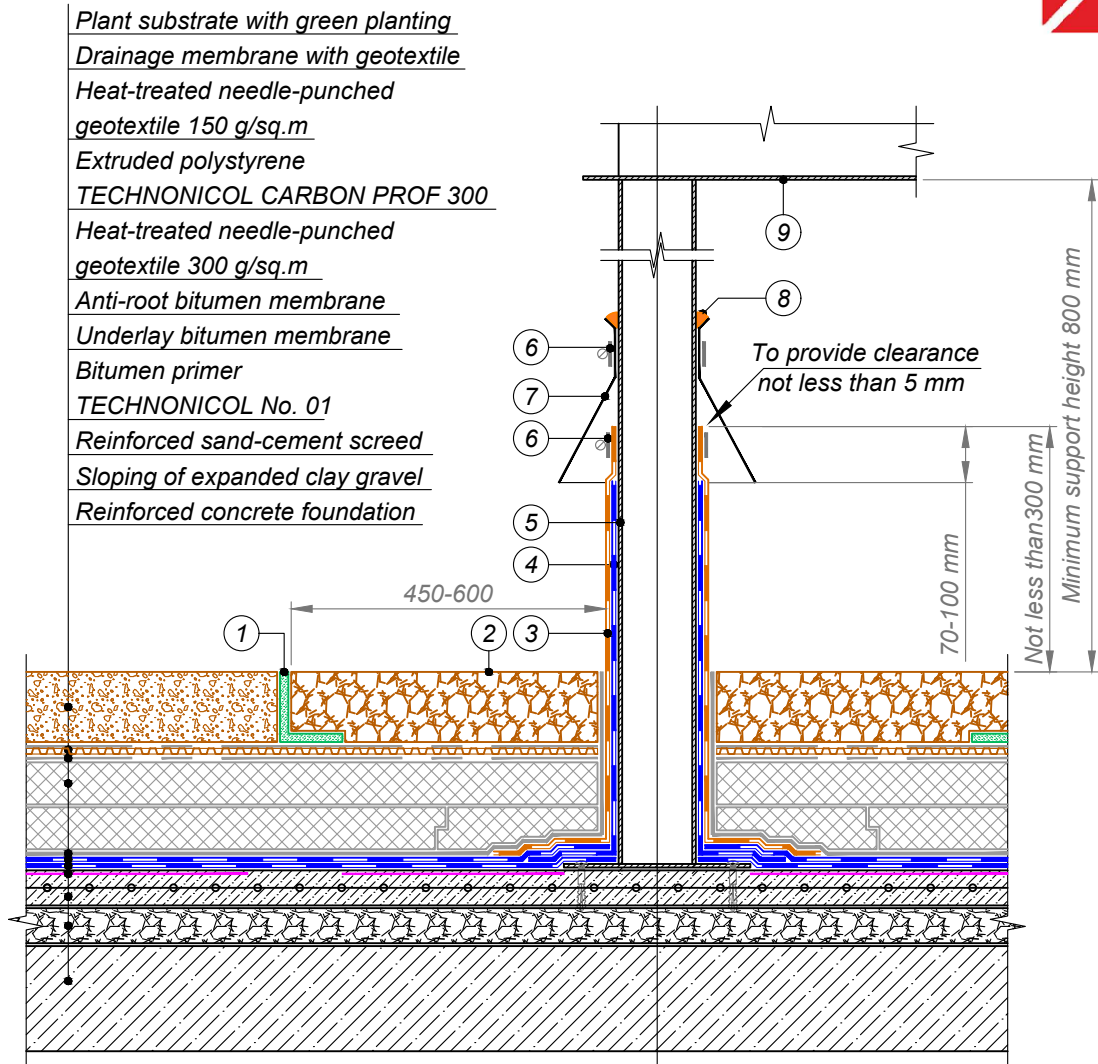 Plant substrate with green planting
Drainage membrane with geotextile
Heat-treated needle-punched
geotextile 150 g/sq.m
Extruded polystyrene
TECHNONICOL CARBON PROF 300
Heat-treated needle-punched
geotextile 300 g/sq.m
Anti-root bitumen membrane
Underlay bitumen membrane
Bitumen primer
TECHNONICOL No. 01
Reinforced sand-cement screed
Sloping of expanded clay gravel
Reinforced concrete foundation
9
8
6
7
6
5
4
To provide clearance
not less than 5 mm
450-600
1
2
3
70-100 mm
Not less than300 mm
Minimum support height 800 mm